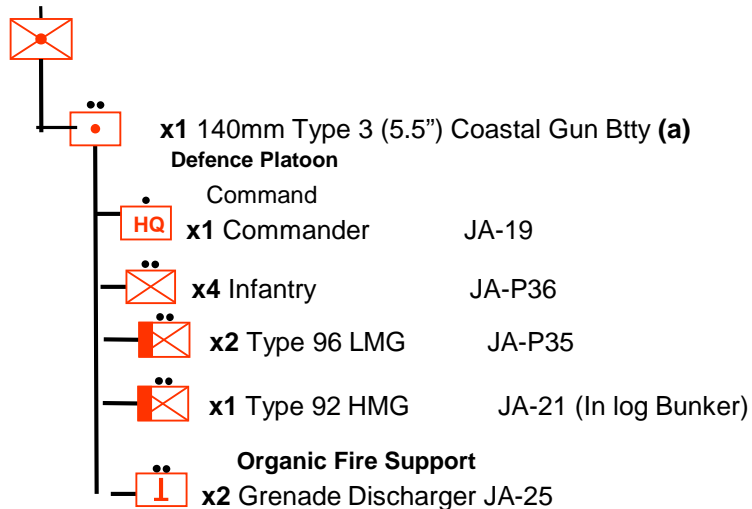 x1 140mm Type 3 (5.5”) Coastal Gun Btty (a)
Defence Platoon
Command
HQ x1 Commander JA-19
x4 Infantry JA-P36
x2 Type 96 LMG JA-P35
x1 Type 92 HMG JA-21 (In log Bunker)
Organic Fire Support
x2 Grenade Discharger JA-25